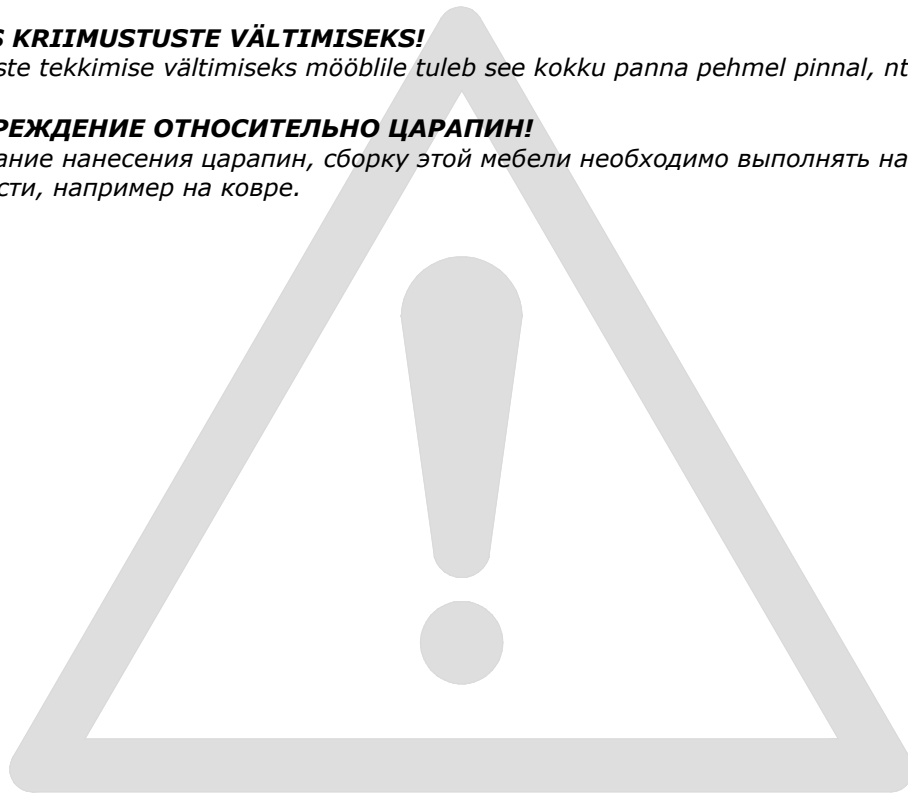 S KRIIMUSTUSTE VÄLTIMISEKS!
ste tekkimise vältimiseks mööblile tuleb see kokku panna pehmel pinnal, nt
РЕЖДЕНИЕ ОТНОСИТЕЛЬНО ЦАРАПИН!
ание нанесения царапин, сборку этой мебели необходимо выполнять на
сти, например на ковре.